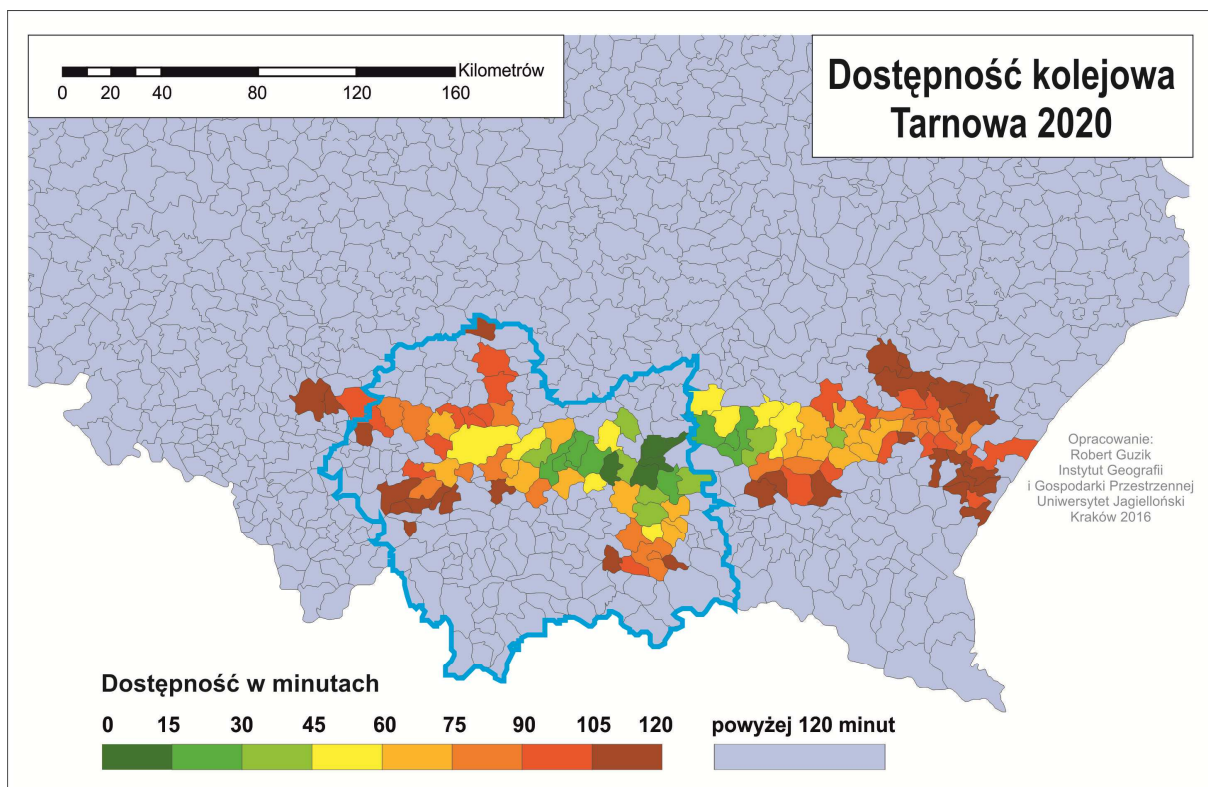 Kilometrów
0 20 40 80 120 160
Dostępność kolejowa
Tarnowa 2020
Opracowanie:
Robert Guzik
Instytut Geografii
i Gospodarki Przestrzennej
Uniwersytet Jagielloński
Kraków 2016
Dostępność w minutach
0 15 30 45 60 75 90 105 120 powyżej 120 minut